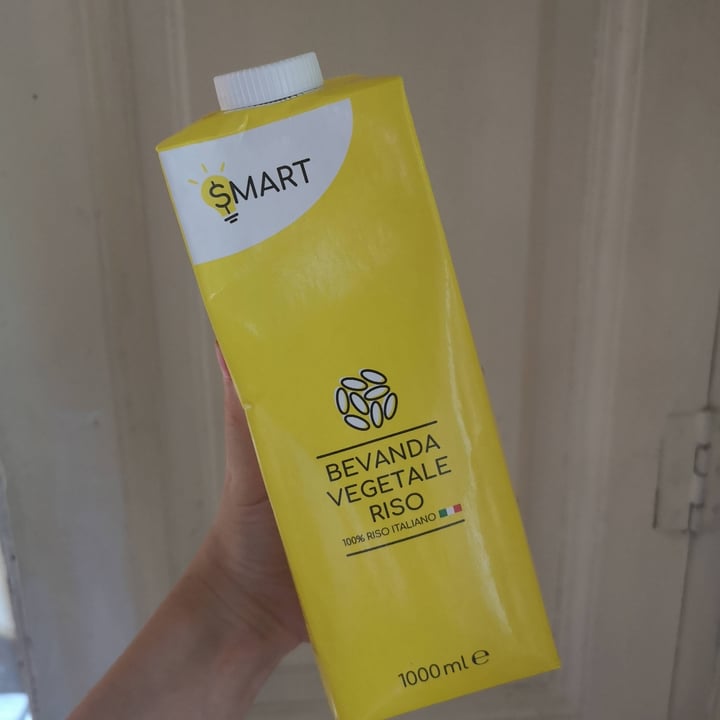 $MART
BEVANDA
VEGETALE
RISO
100% RISO ITALIANO
1000 ml ℮